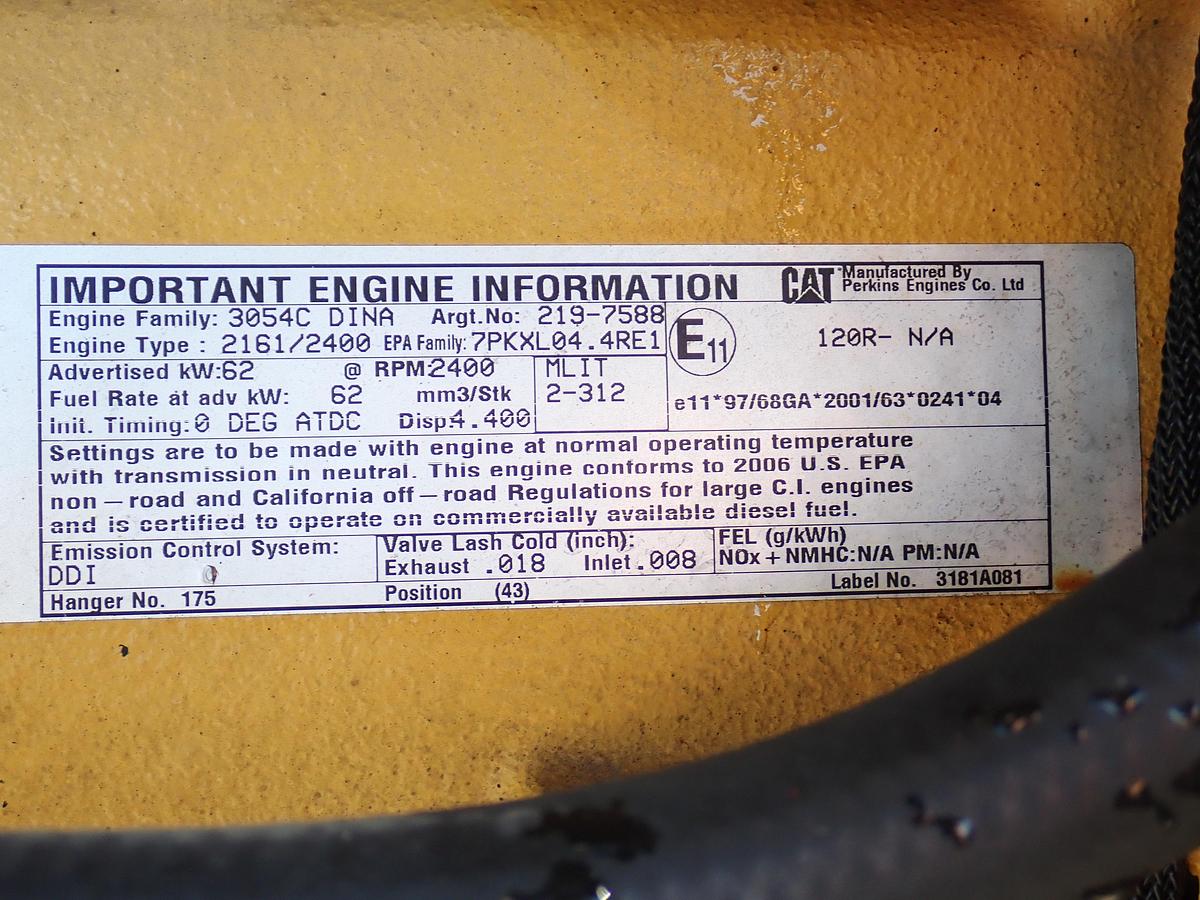 IMPORTANT ENGINE INFORMATION
CAT Manufactured By
Perkins Engines Co. Ltd
Engine Family: 3054C DINA Argt.No: 219-7588
Engine Type : 2161/2400 EPA Family: 7PKXL04.4RE1
E11
120R- N/A
Advertised kW:62 @ RPM:2400
MLIT
Fuel Rate at adv kW: 62 mm3/Stk
2-312
e11*97/68GA*2001/63*0241*04
Init. Timing:0 DEG ATDC Disp:4.400
Settings are to be made with engine at normal operating temperature
with transmission in neutral. This engine conforms to 2006 U.S. EPA
non-road and California off-road Regulations for large C.I. engines
and is certified to operate on commercially available diesel fuel.
Emission Control System:
DDI
Valve Lash Cold (inch):
Exhaust .018 Inlet .008
FEL (g/kWh)
NOx + NMHC:N/A PM:N/A
Hanger No. 175
Position (43)
Label No. 3181A081